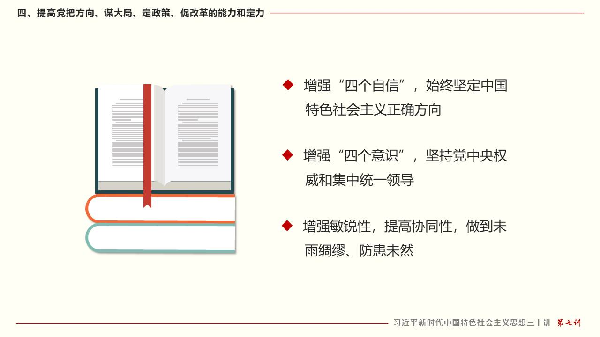 四、提高党把方向、谋大局、定政策、促改革的能力和定力
增强“四个自信”，始终坚定中国
特色社会主义正确方向
增强“四个意识”，坚持党中央权
威和集中统一领导
增强敏锐性，提高协同性，做到未
雨绸缪、防患未然
习近平新时代中国特色社会主义思想三十讲 第七讲